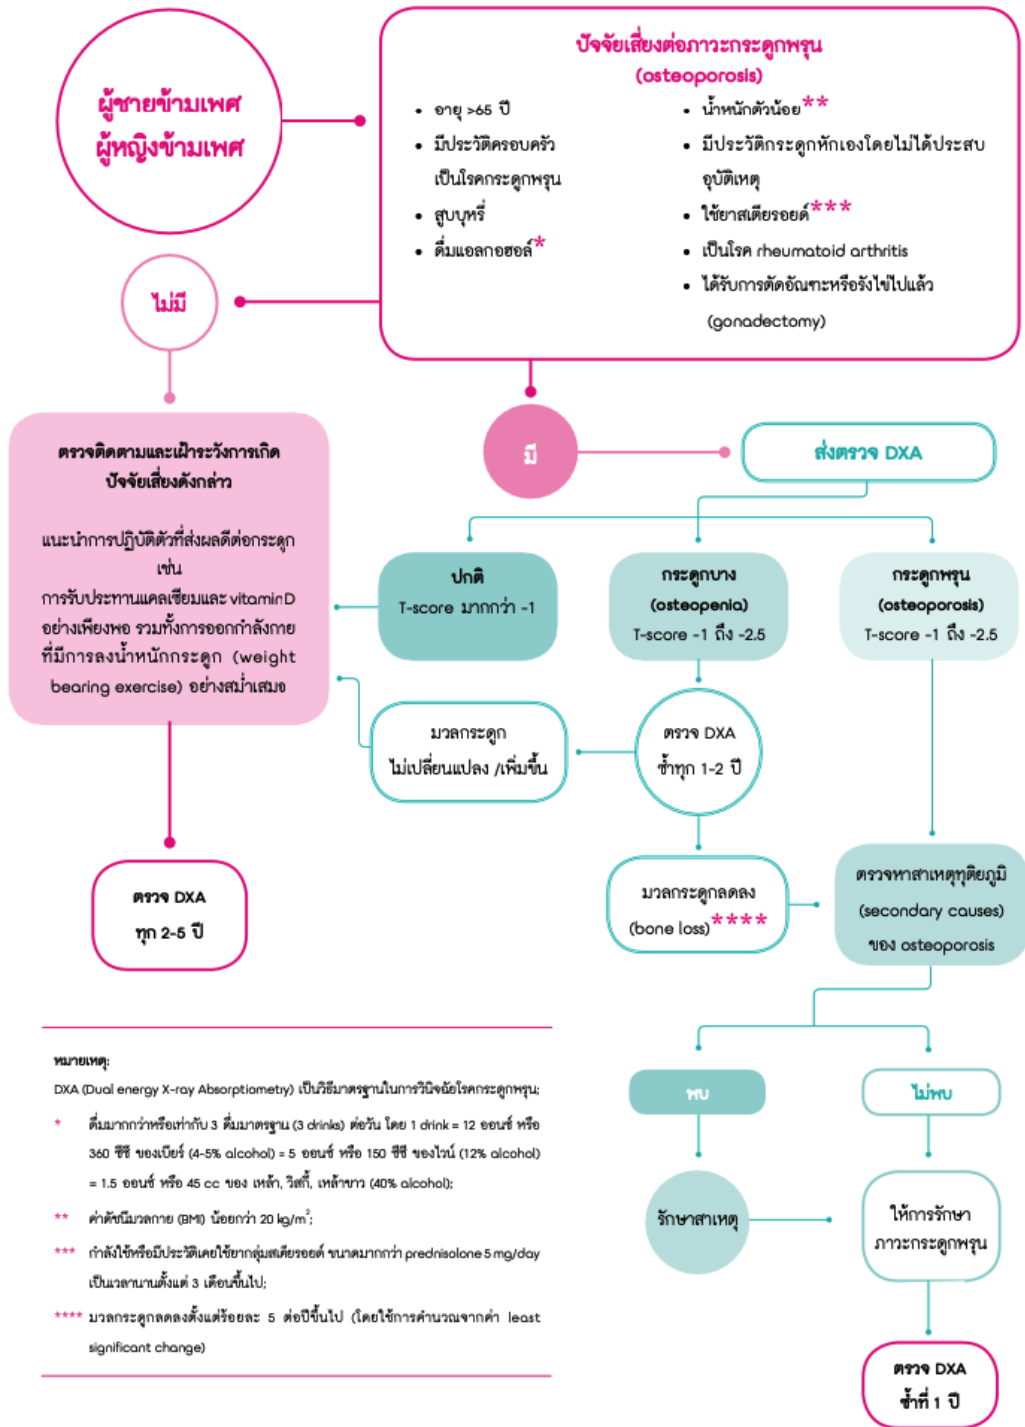 ผู้ชายข้ามเพศ
ผู้หญิงข้ามเพศ
ปัจจัยเสี่ยงต่อภาวะกระดูกพรุน
(osteoporosis)
• อายุ >65 ปี
• มีประวัติครอบครัว
เป็นโรคกระดูกพรุน
• สูบบุหรี่
• ดื่มแอลกอฮอล์*
• น้ำหนักตัวน้อย**
• มีประวัติกระดูกหักเองโดยไม่ได้ประสบ
อุบัติเหตุ
• ใช้ยาสเตียรอยด์***
• เป็นโรค rheumatoid arthritis
• ได้รับการตัดอัณฑะหรือรังไข่ไปแล้ว
(gonadectomy)
ไม่มี
มี
ส่งตรวจ DXA
ตรวจติดตามและเฝ้าระวังการเกิด
ปัจจัยเสี่ยงดังกล่าว
แนะนำการปฏิบัติตัวที่ส่งผลดีต่อกระดูก
เช่น
การรับประทานแคลเซียมและ vitaminD
อย่างเพียงพอ รวมทั้งการออกกำลังกาย
ที่มีการลงน้ำหนักกระดูก (weight
bearing exercise) อย่างสม่ำเสมอ
ปกติ
T-score มากกว่า -1
กระดูกบาง
(osteopenia)
T-score -1 ถึง -2.5
กระดูกพรุน
(osteoporosis)
T-score -1 ถึง -2.5
มวลกระดูก
ไม่เปลี่ยนแปลง /เพิ่มขึ้น
ตรวจ DXA
ซ้ำทุก 1-2 ปี
ตรวจ DXA
ทุก 2-5 ปี
มวลกระดูกลดลง
(bone loss)****
ตรวจหาสาเหตุทุติยภูมิ
(secondary causes)
ของ osteoporosis
พบ
ไม่พบ
รักษาสาเหตุ
ให้การรักษา
ภาวะกระดูกพรุน
ตรวจ DXA
ซ้ำที่ 1 ปี
หมายเหตุ:
DXA (Dual energy X-ray Absorptiometry) เป็นวิธีมาตรฐานในการวินิจฉัยโรคกระดูกพรุน;
* ดื่มมากกว่าหรือเท่ากับ 3 ดื่มมาตรฐาน (3 drinks) ต่อวัน โดย 1 drink = 12 ออนซ์ หรือ
360 ซีซี ของเบียร์ (4-5% alcohol) = 5 ออนซ์ หรือ 150 ซีซี ของไวน์ (12% alcohol)
= 1.5 ออนซ์ หรือ 45 cc ของ เหล้า, วิสกี้, เหล้าขาว (40% alcohol);
** ค่าดัชนีมวลกาย (BMI) น้อยกว่า 20 kg/m²;
*** กำลังใช้หรือมีประวัติเคยใช้ยากลุ่มสเตียรอยด์ ขนาดมากกว่า prednisolone 5 mg/day
เป็นเวลานานตั้งแต่ 3 เดือนขึ้นไป;
**** มวลกระดูกลดลงตั้งแต่ร้อยละ 5 ต่อปีขึ้นไป (โดยใช้การคำนวณจากค่า least
significant change)